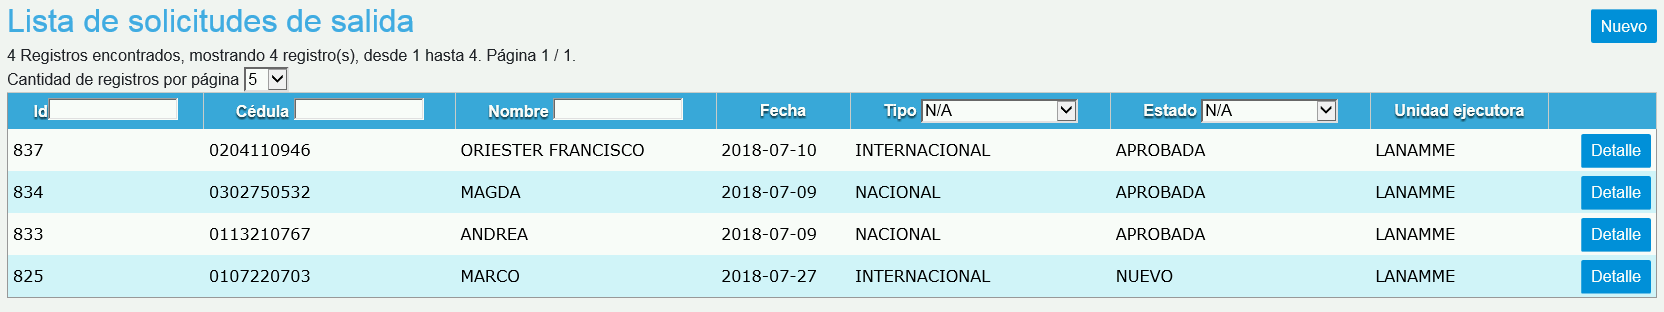 Lista de solicitudes de salida
Nuevo
4 Registros encontrados, mostrando 4 registro(s), desde 1 hasta 4. Página 1 / 1.
Cantidad de registros por página 5
Id Cédula Nombre Fecha Tipo N/A Estado N/A Unidad ejecutora
837 0204110946 ORIESTER FRANCISCO 2018-07-10 INTERNACIONAL APROBADA LANAMME Detalle
834 0302750532 MAGDA 2018-07-09 NACIONAL APROBADA LANAMME Detalle
833 0113210767 ANDREA 2018-07-09 NACIONAL APROBADA LANAMME Detalle
825 0107220703 MARCO 2018-07-27 INTERNACIONAL NUEVO LANAMME Detalle